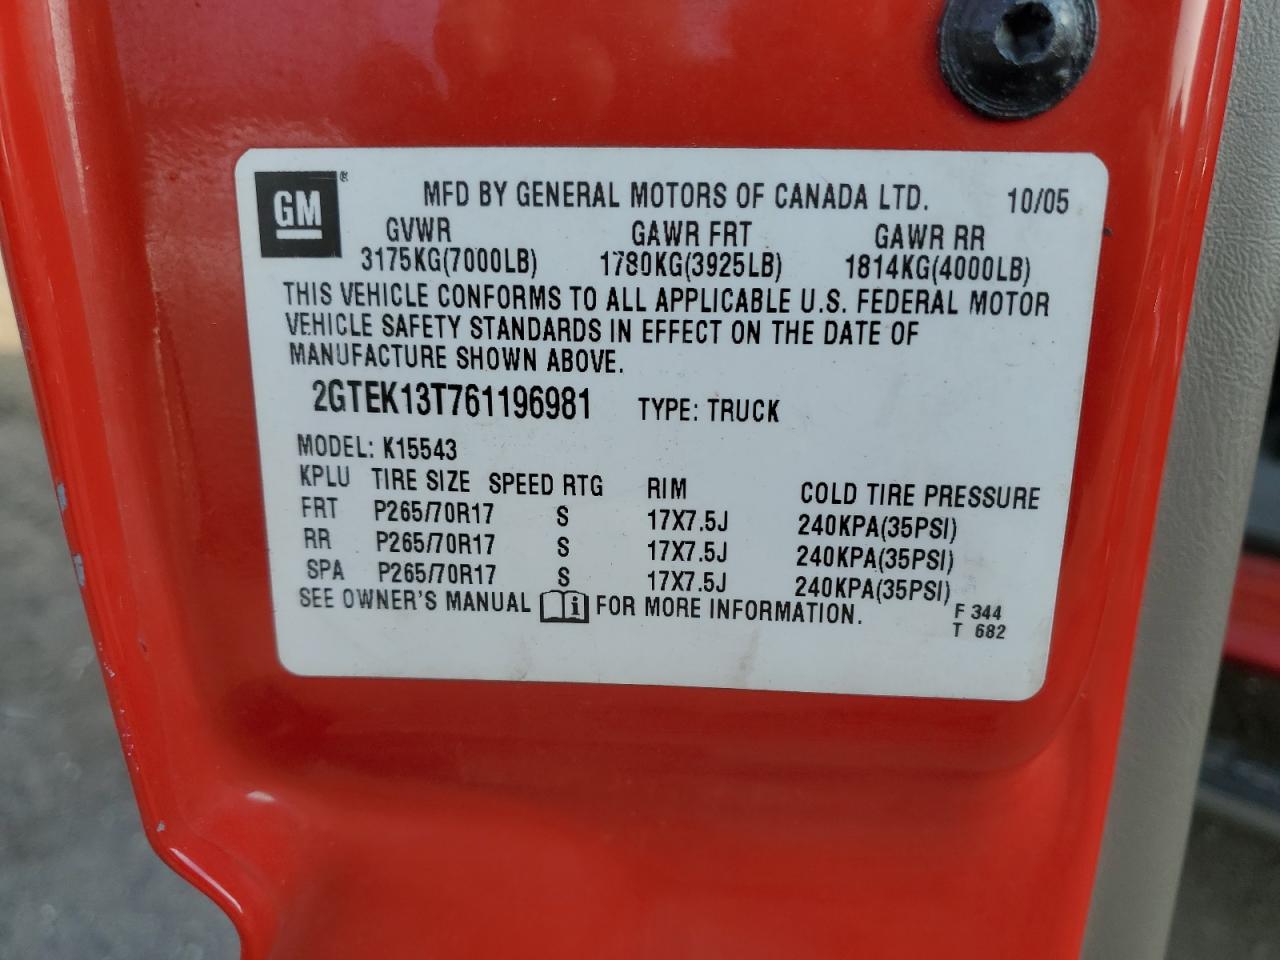 GM®
MFD BY GENERAL MOTORS OF CANADA LTD. 10/05
GVWR GAWR FRT GAWR RR
3175KG(7000LB) 1780KG(3925LB) 1814KG(4000LB)
THIS VEHICLE CONFORMS TO ALL APPLICABLE U.S. FEDERAL MOTOR
VEHICLE SAFETY STANDARDS IN EFFECT ON THE DATE OF
MANUFACTURE SHOWN ABOVE.
2GTEK13T761196981 TYPE: TRUCK
MODEL: K15543
KPLU TIRE SIZE SPEED RTG RIM COLD TIRE PRESSURE
FRT P265/70R17 S 17X7.5J 240KPA(35PSI)
RR P265/70R17 S 17X7.5J 240KPA(35PSI)
SPA P265/70R17 S 17X7.5J 240KPA(35PSI)
SEE OWNER'S MANUAL i FOR MORE INFORMATION.
F 344
T 682